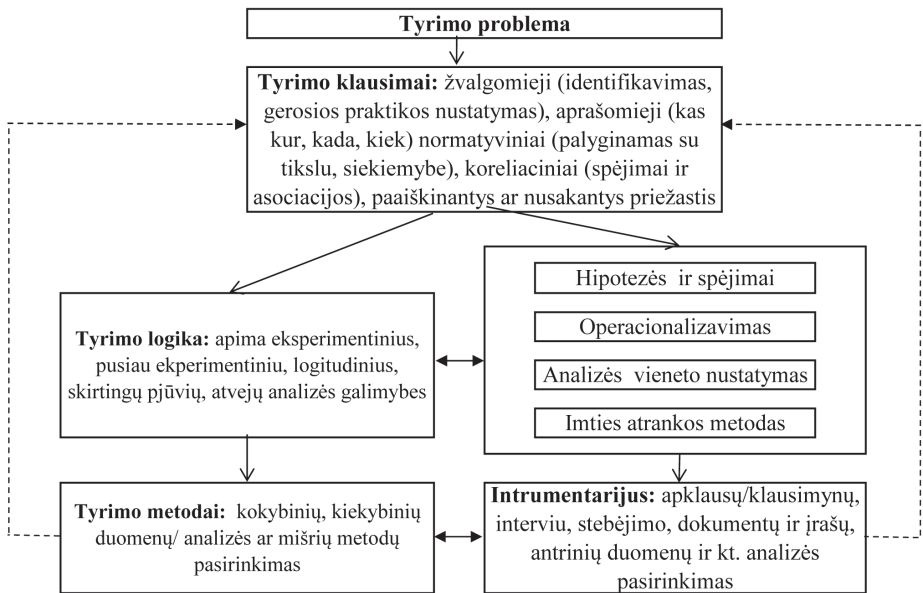 Tyrimo problema
Tyrimo klausimai: žvalgomieji (identifikavimas,
gerosios praktikos nustatymas), aprašomieji (kas
kur, kada, kiek) normatyviniai (palyginamas su
tikslu, siekiemybe), koreliaciniai (spėjimai ir
asociacijos), paaiškinantys ar nusakantys priežastis
Tyrimo logika: apima eksperimentinius,
pusiau ekperimentiniu, logitudinius,
skirtingų pjūvių, atvejų analizės galimybes
Hipotezės ir spėjimai
Operacionalizavimas
Analizės vieneto nustatymas
Imties atrankos metodas
Tyrimo metodai: kokybinių, kiekybinių
duomenų/ analizės ar mišrių metodų
pasirinkimas
Intrumentarijus: apklausų/klausimynų,
interviu, stebėjimo, dokumentų ir įrašų,
antrinių duomenų ir kt. analizės
pasirinkimas